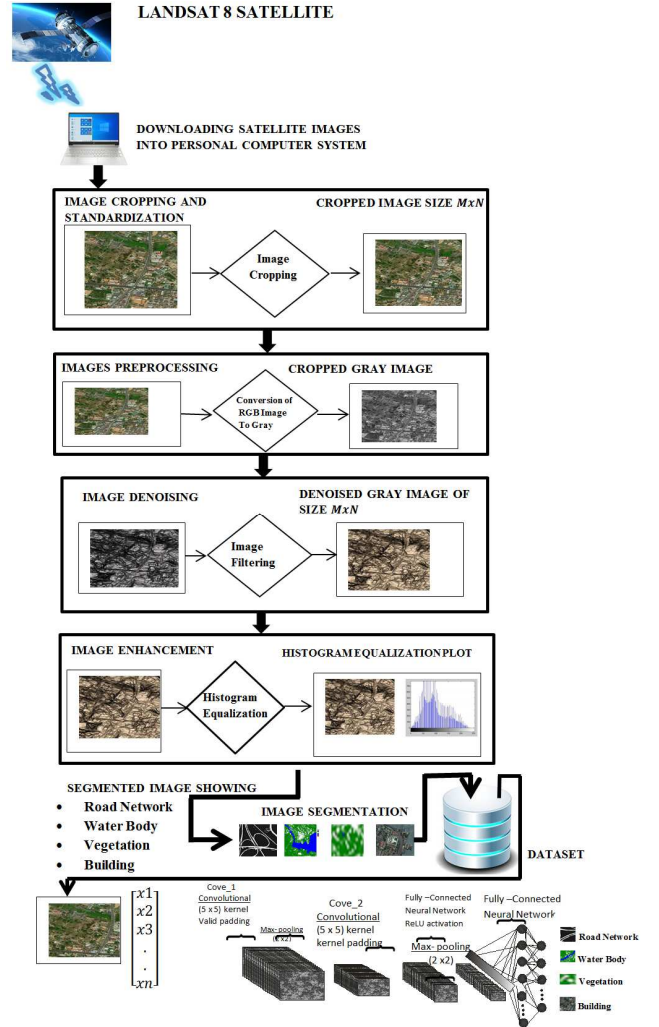 LANDSAT 8 SATELLITE
DOWNLOADING SATELLITE IMAGES
INTO PERSONAL COMPUTER SYSTEM
IMAGE CROPPING AND
STANDARDIZATION
CROPPED IMAGE SIZE MxN
Image
Cropping
IMAGES PREPROCESSING
CROPPED GRAY IMAGE
Conversion of
RGB Image
To Gray
IMAGE DENOISING
DENOISED GRAY IMAGE OF
SIZE MxN
Image
Filtering
IMAGE ENHANCEMENT
HISTOGRAM EQUALIZATION PLOT
Histogram
Equalization
SEGMENTED IMAGE SHOWING
• Road Network
• Water Body
• Vegetation
• Building
IMAGE SEGMENTATION
DATASET
x1
x2
x3
.
.
xn
Cove_1
Convolutional
(5 x 5) kernel
Valid padding
Max- pooling
(2 x2)
Cove_2
Convolutional
(5 x 5) kernel
kernel padding
Fully –Connected
Neural Network
ReLU activation
Max- pooling
(2 x2)
Fully –Connected
Neural Network
Road Network
Water Body
Vegetation
Building